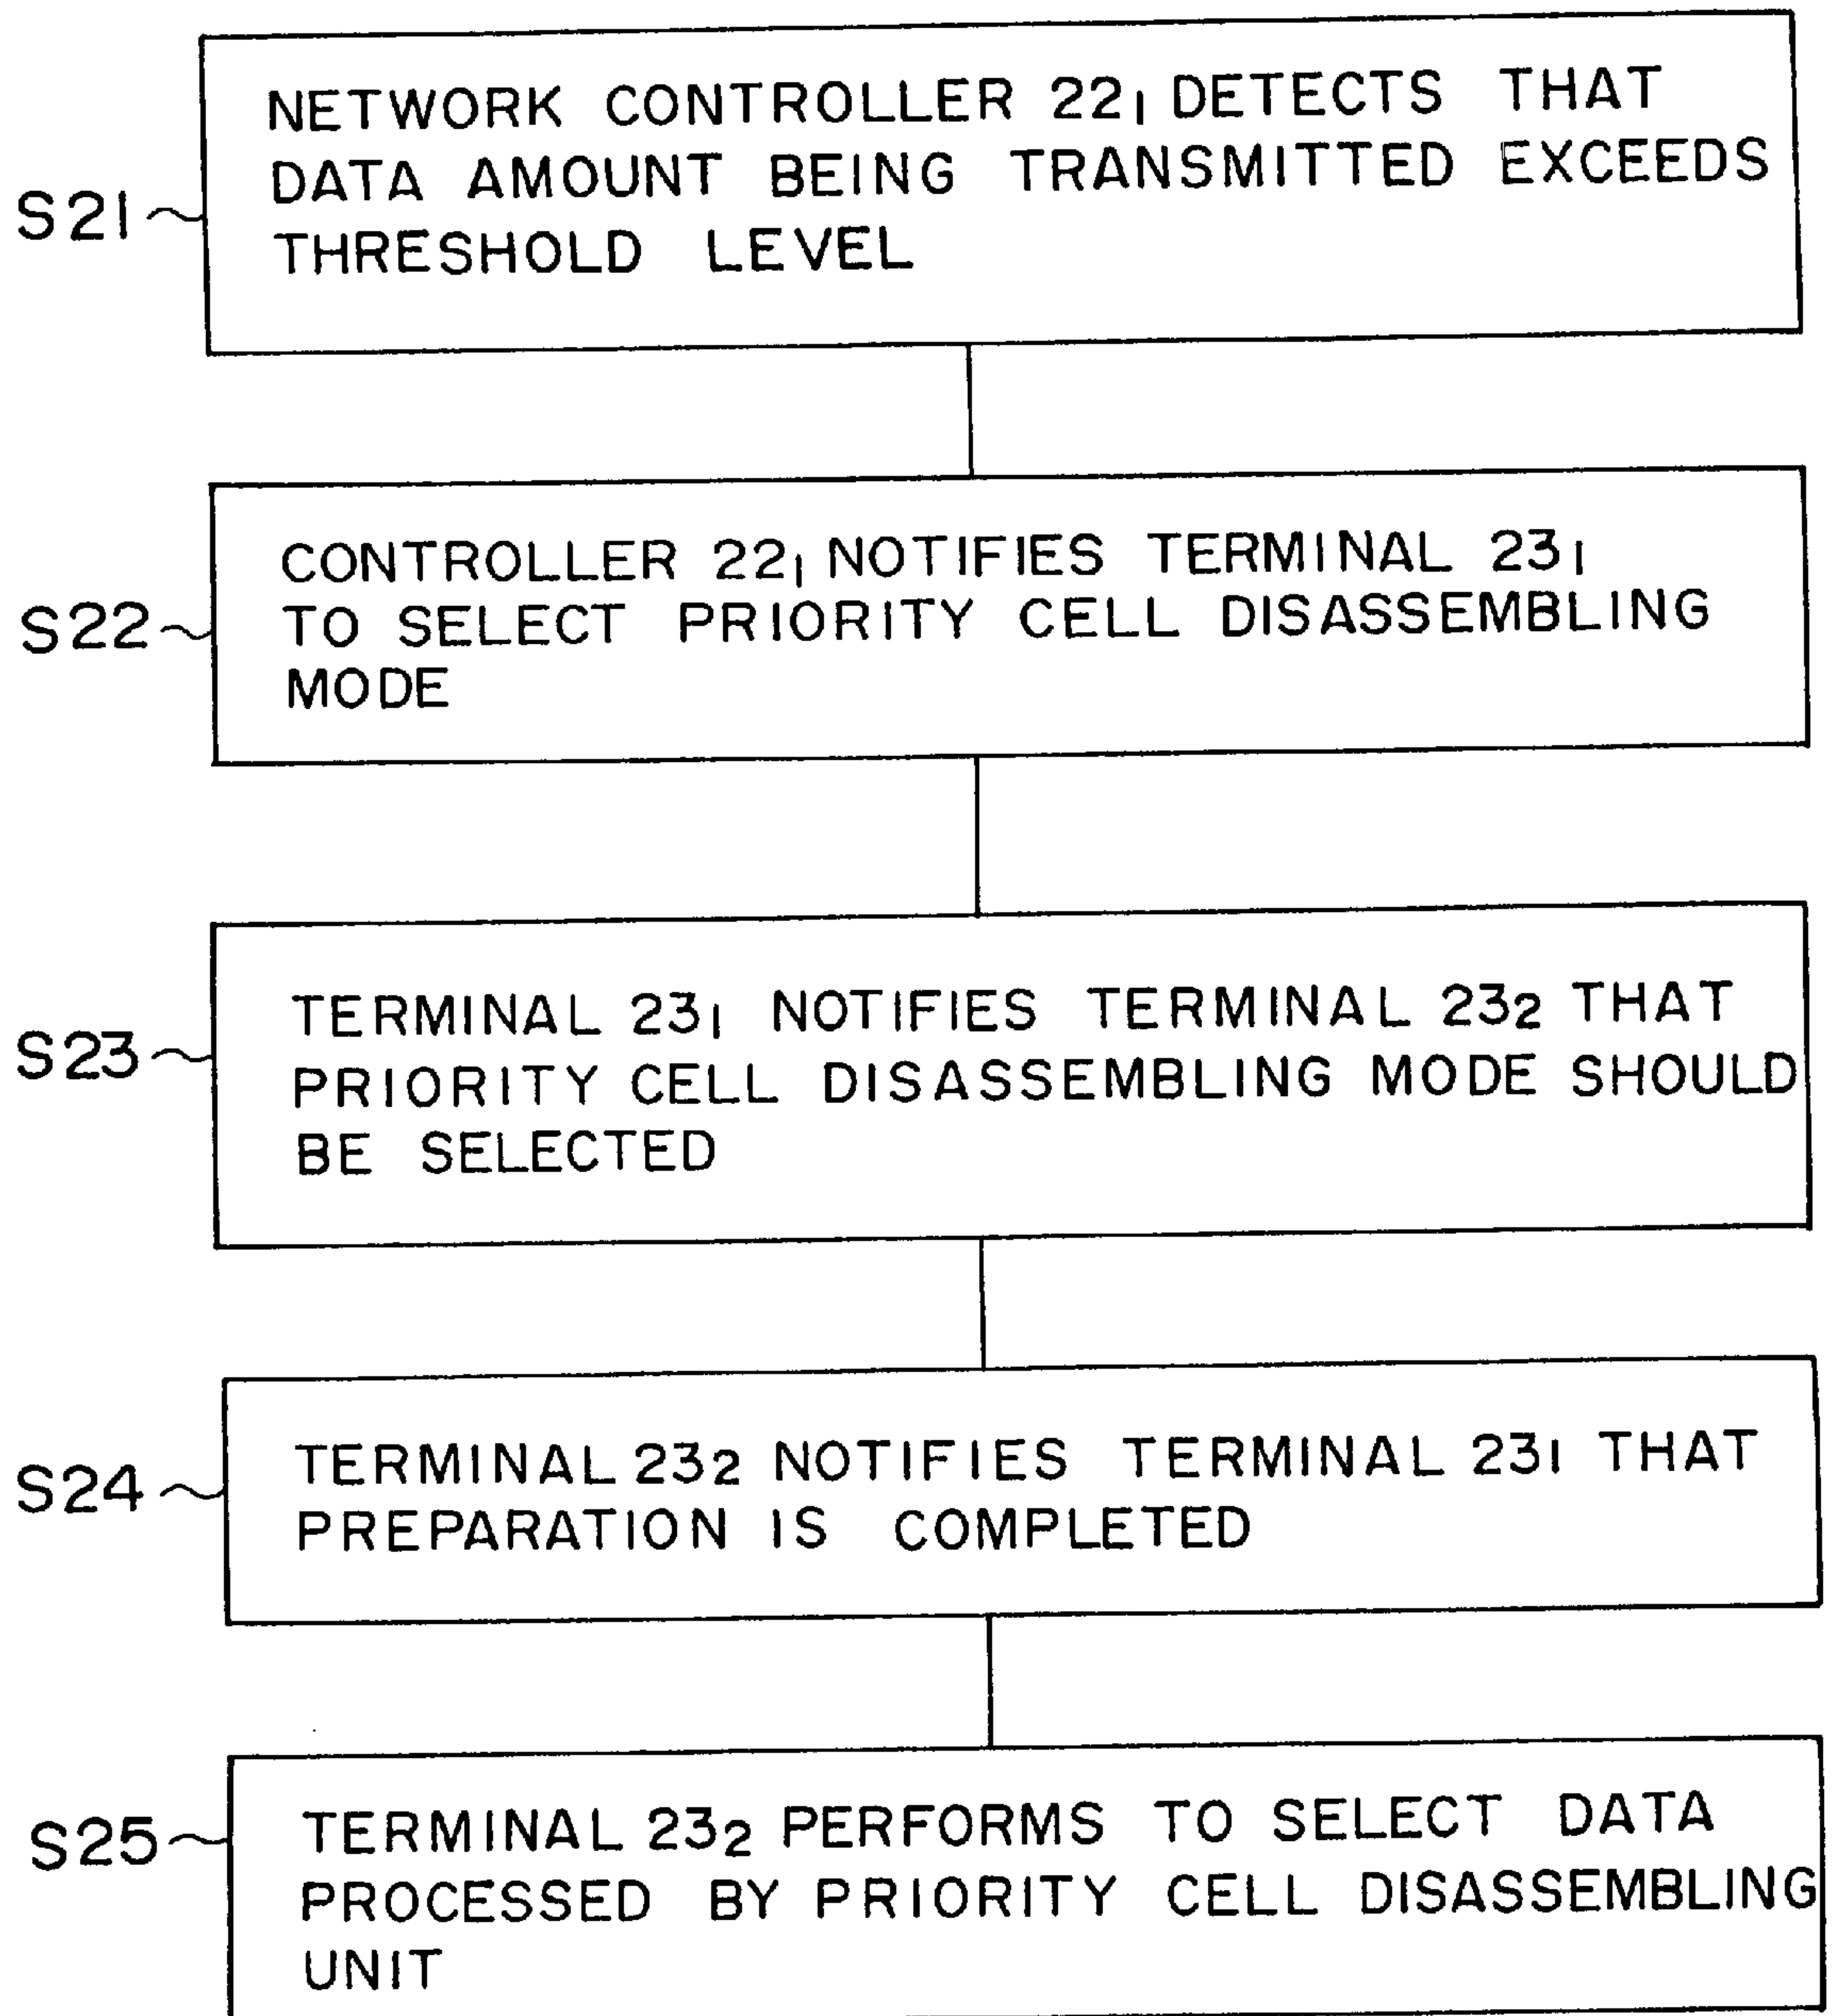 S21
NETWORK CONTROLLER 22₁ DETECTS THAT
DATA AMOUNT BEING TRANSMITTED EXCEEDS
THRESHOLD LEVEL
S22
CONTROLLER 22₁ NOTIFIES TERMINAL 23₁
TO SELECT PRIORITY CELL DISASSEMBLING
MODE
S23
TERMINAL 23₁ NOTIFIES TERMINAL 23₂ THAT
PRIORITY CELL DISASSEMBLING MODE SHOULD
BE SELECTED
S24
TERMINAL 23₂ NOTIFIES TERMINAL 23₁ THAT
PREPARATION IS COMPLETED
S25
TERMINAL 23₂ PERFORMS TO SELECT DATA
PROCESSED BY PRIORITY CELL DISASSEMBLING
UNIT